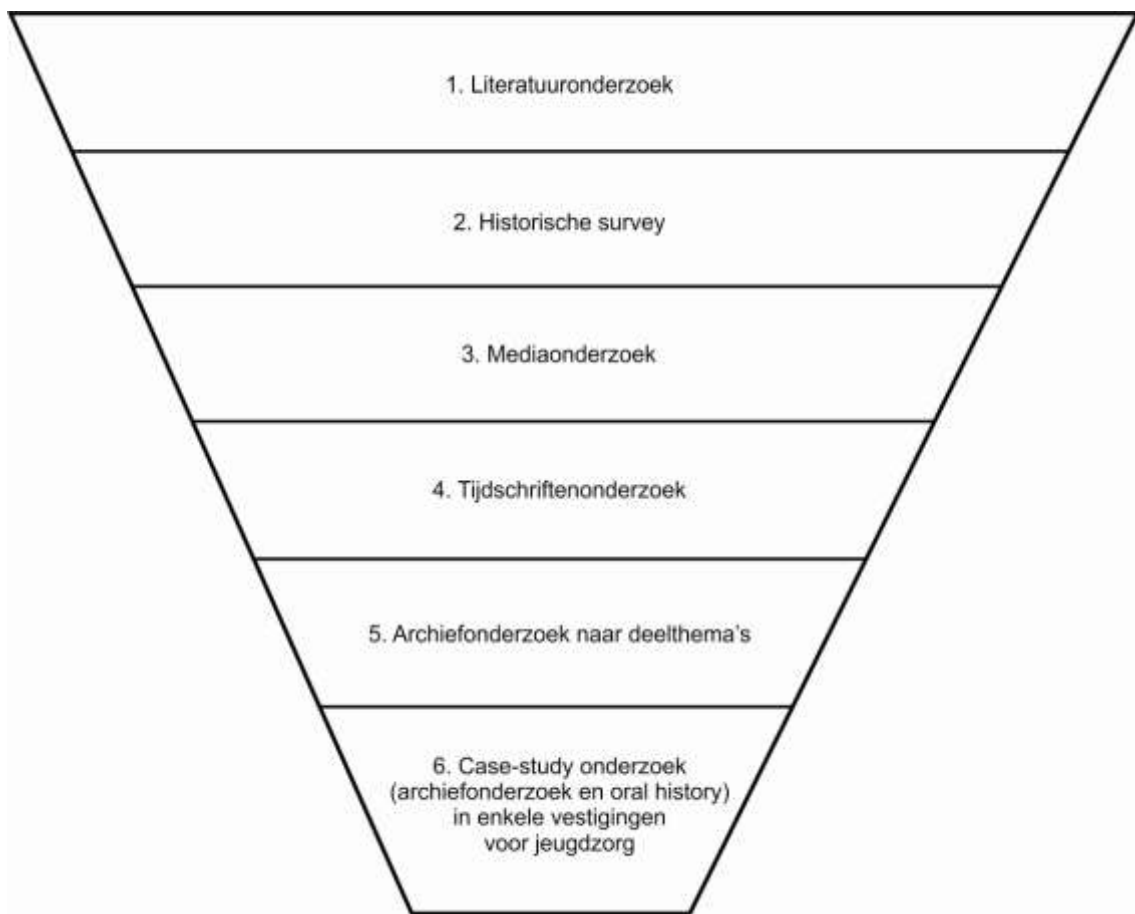 1. Literatuuronderzoek
2. Historische survey
3. Mediaonderzoek
4. Tijdschriftenonderzoek
5. Archiefonderzoek naar deelthema's
6. Case-study onderzoek
(archiefonderzoek en oral history)
in enkele vestigingen
voor jeugdzorg